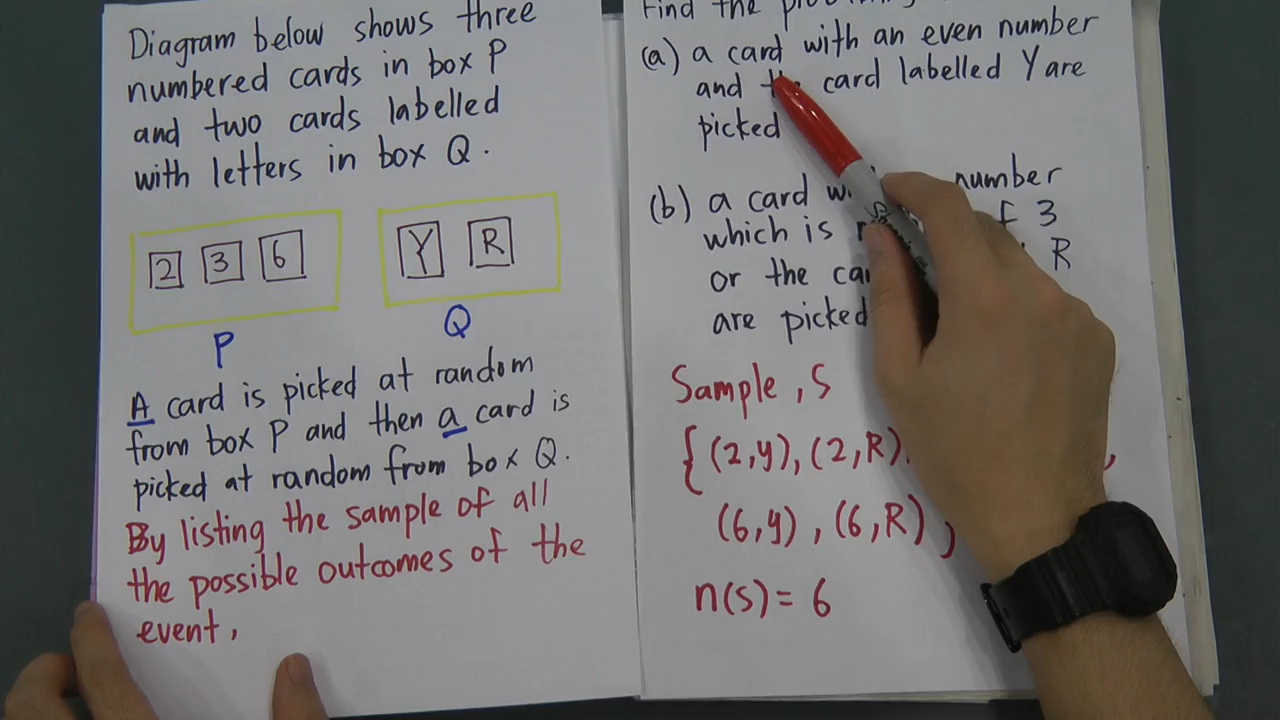 Diagram below shows three
numbered cards in box P
and two cards labelled
with letters in box Q.
2 3 6
Y R
P
Q
A card is picked at random
from box P and then a card is
picked at random from box Q.
By listing the sample of all
the possible outcomes of the
event,
Find the
(a) a card with an even number
and the card labelled Y are
picked
(b) a card number
which is 3
or the R
are picked
Sample, S
{(2,Y), (2,R),
(6,Y), (6,R)
n(S) = 6